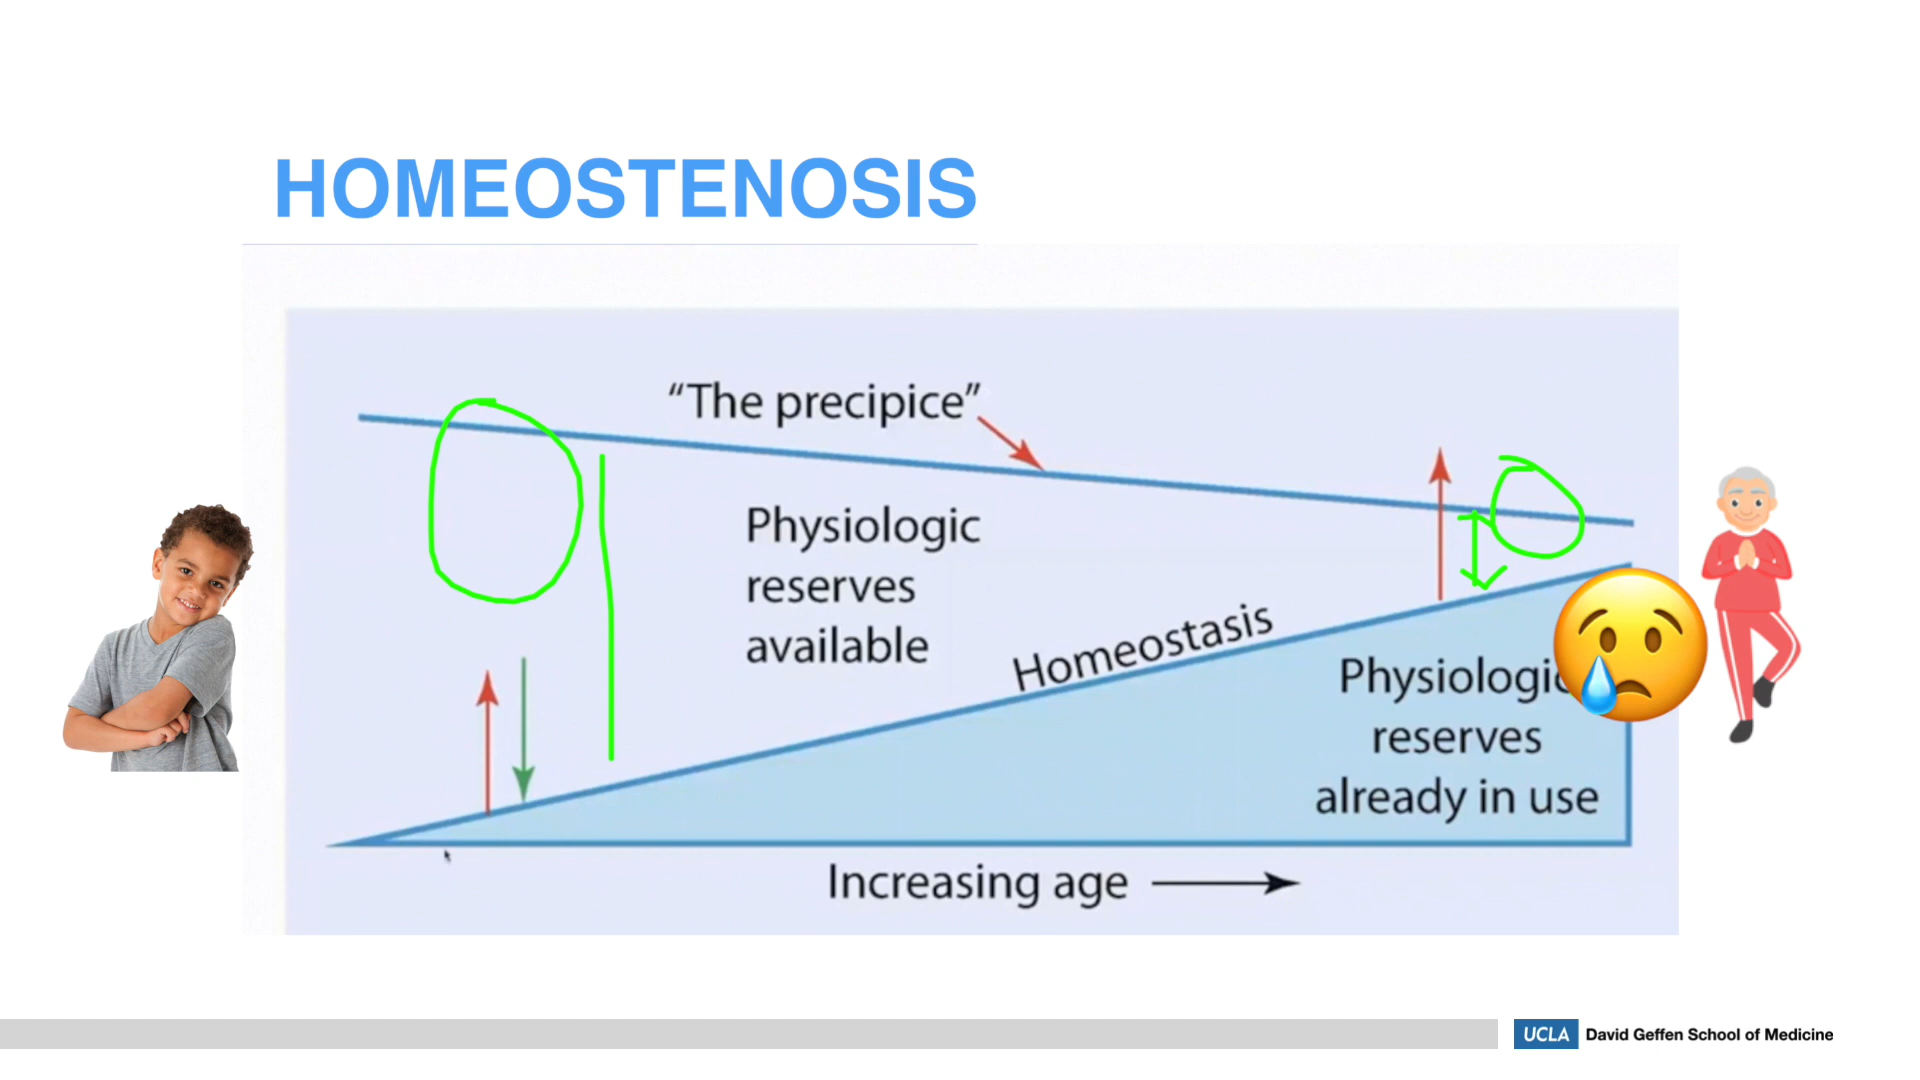 HOMEOSTENOSIS
“The precipice”
Physiologic
reserves
available
Homeostasis
Physiologic
reserves
already in use
Increasing age
UCLA David Geffen School of Medicine